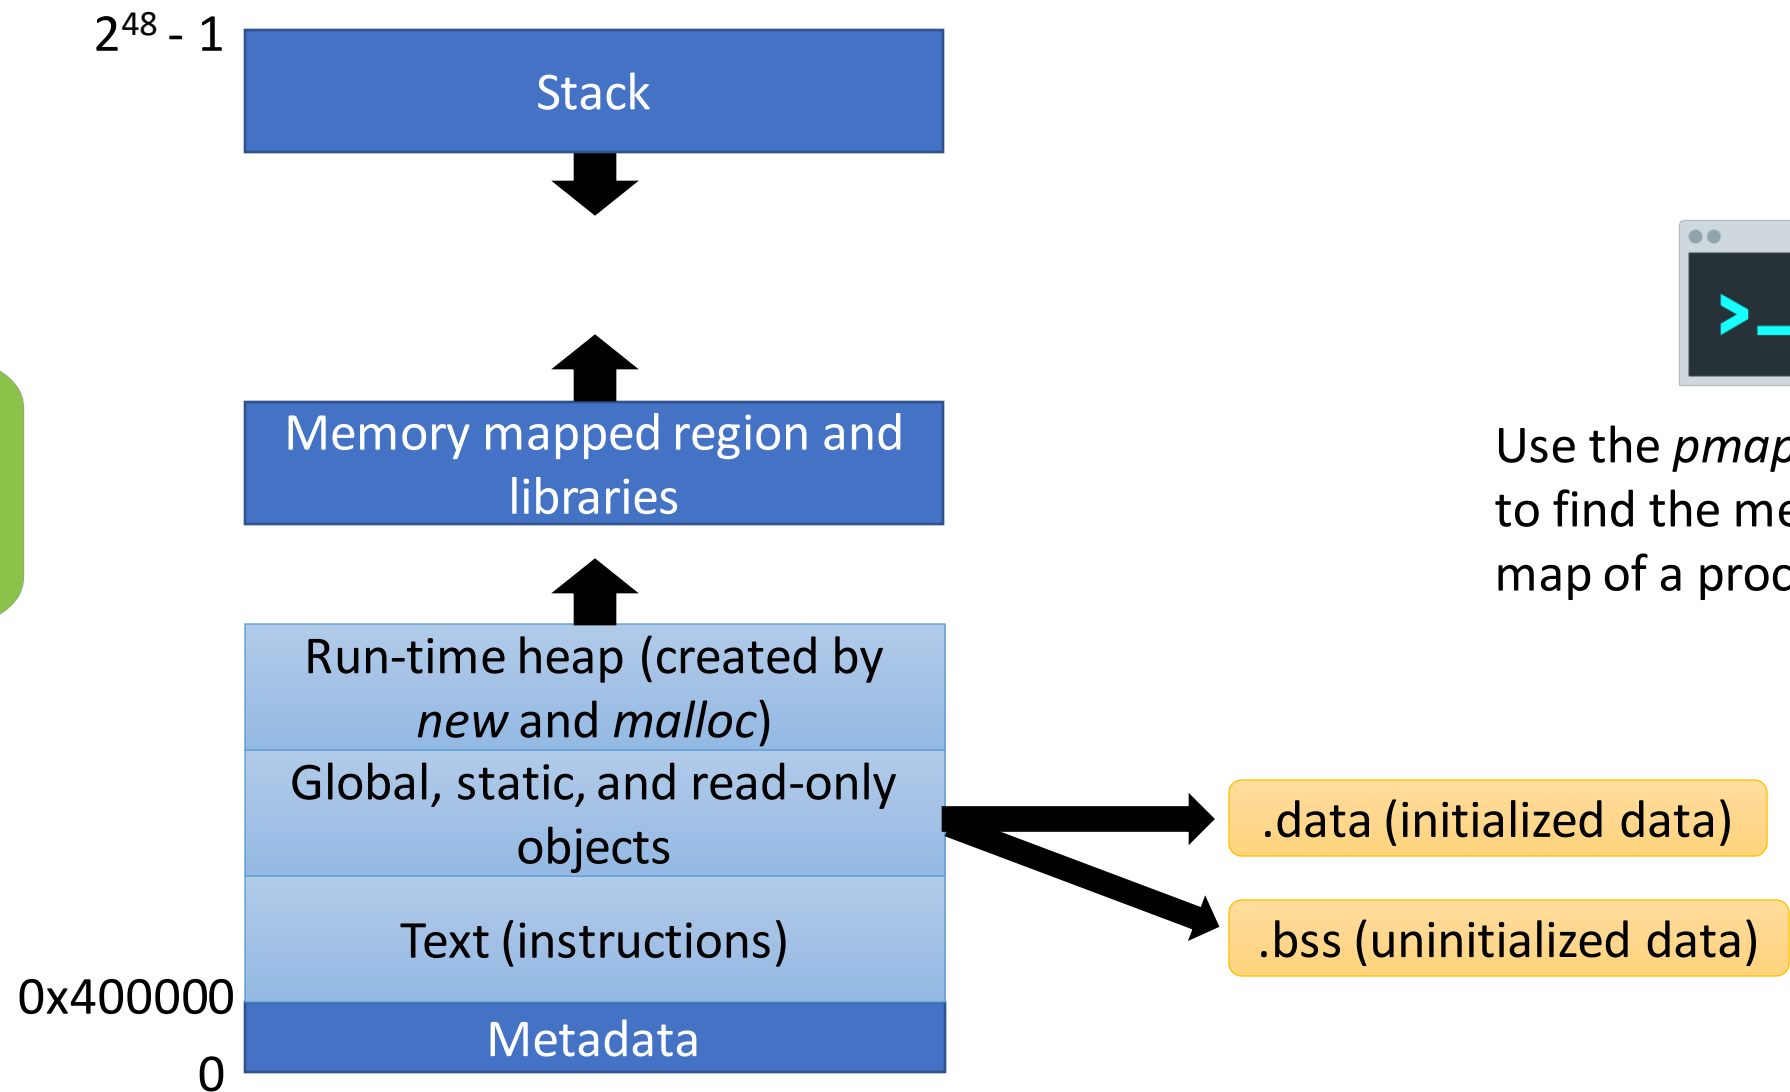 2⁴⁸ - 1
Stack
>_
Memory mapped region and
libraries
Use the pmap
to find the
map of a
Run-time heap (created by
new and malloc)
Global, static, and read-only
objects
.data (initialized data)
Text (instructions)
.bss (uninitialized data)
0x400000
Metadata
0